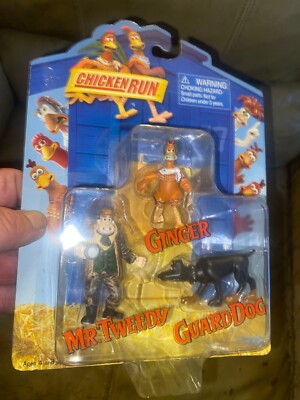 CHICKEN RUN
WARNING:
CHOKING HAZARD-
Small parts. Not for
Children under 3 years.
GINGER
MR. TWEEDY
GUARD DOG